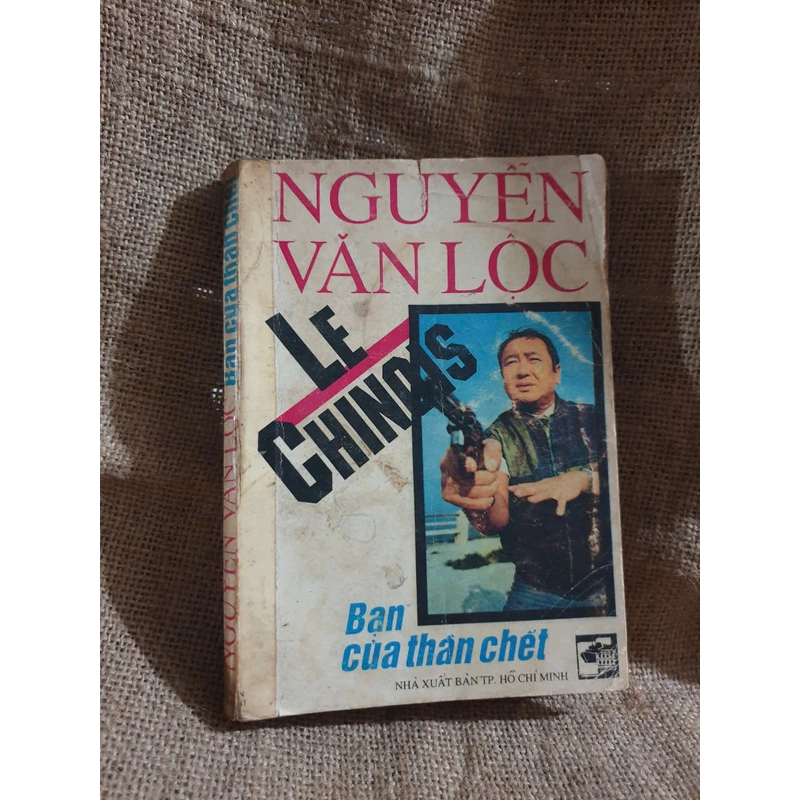 NGUYỄN
VĂN LỘC
LE
CHINOIS
Bạn
của thần chết
NHÀ XUẤT BẢN TP. HỒ CHÍ MINH
NGUYỄN VĂN LỘC Bạn của thần chết